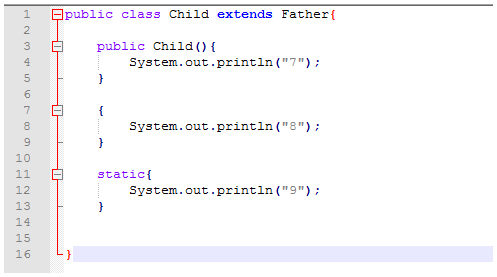 1 public class Child extends Father{
2
3     public Child(){
4         System.out.println("7");
5     }
6
7     {
8         System.out.println("8");
9     }
10
11     static{
12         System.out.println("9");
13     }
14
15
16 }